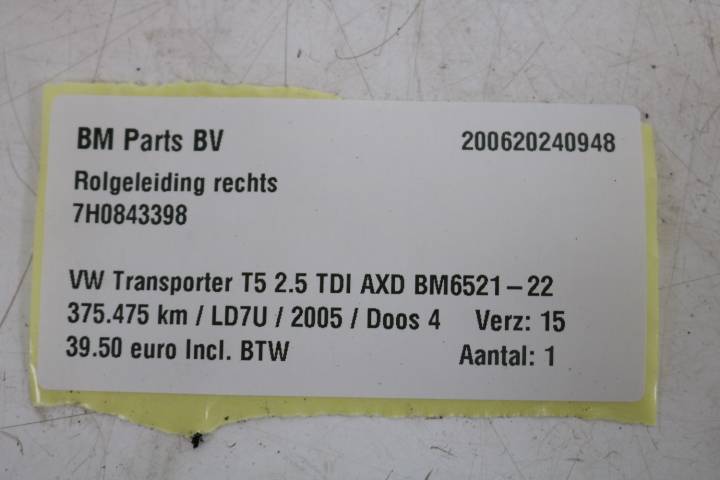 BM Parts BV 200620240948
Rolgeleiding rechts
7H0843398
VW Transporter T5 2.5 TDI AXD BM6521-22
375.475 km / LD7U / 2005 / Doos 4 Verz: 15
39.50 euro Incl. BTW Aantal: 1